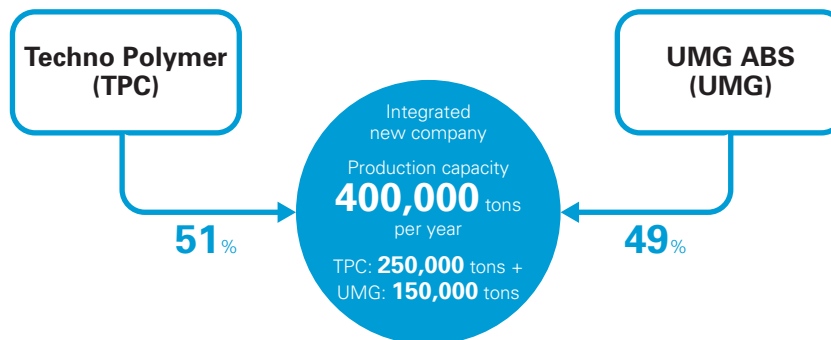 Techno Polymer
(TPC)
UMG ABS
(UMG)
Integrated
new company
Production capacity
400,000 tons
per year
TPC: 250,000 tons +
UMG: 150,000 tons
51%
49%